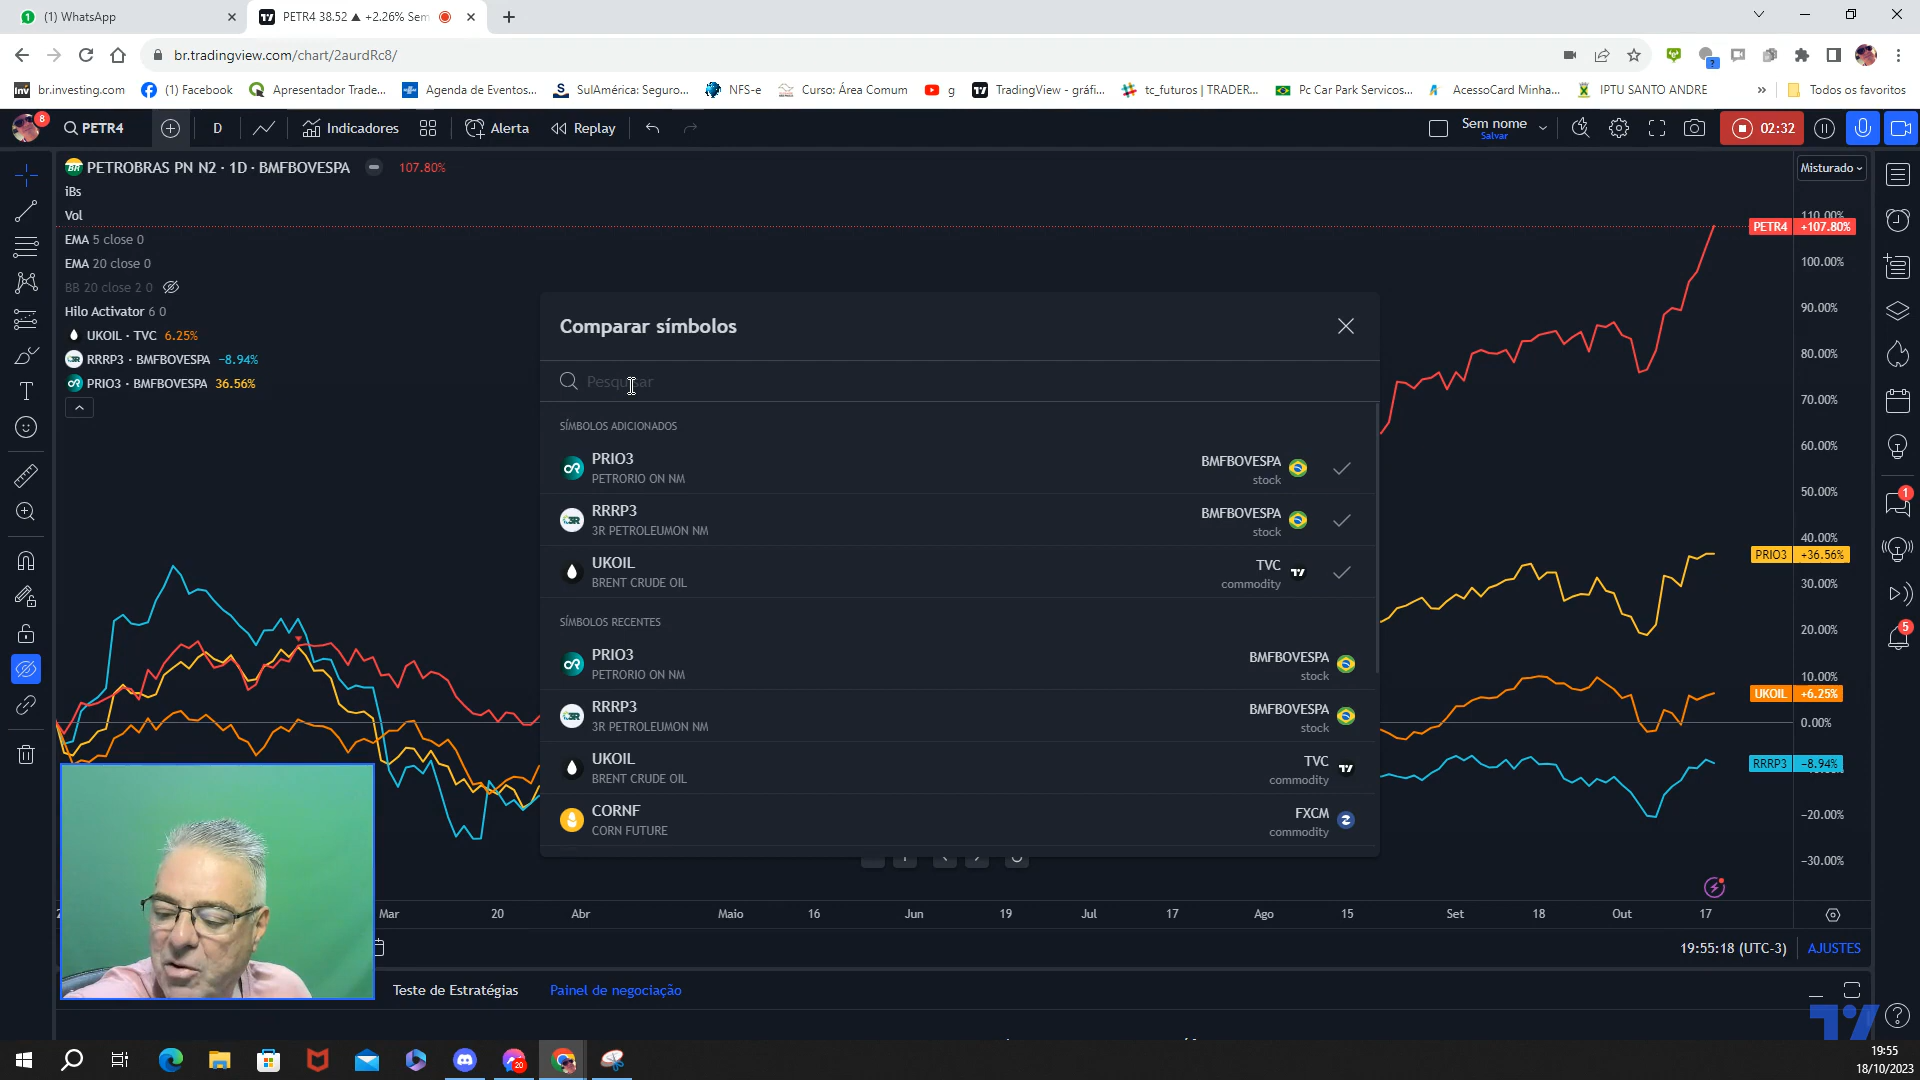 (1) WhatsApp
PETR4 38.52 ▲ +2.26% Sem
br.tradingview.com/chart/2aurdRc8/
br.investing.com
(1) Facebook
Apresentador Trade...
Agenda de Eventos...
SulAmérica: Seguro...
NFS-e
Curso: Área Comum
g
TradingView - gráfi...
tc_futuros | TRADER...
Pc Car Park Servicos...
AcessoCard Minha...
IPTU SANTO ANDRE
»
Todos os favoritos
8
PETR4
D
Indicadores
Alerta
Replay
Sem nome
Salvar
02:32
PETROBRAS PN N2 · 1D · BMFBOVESPA
107.80%
Misturado
iBs
Vol
EMA 5 close 0
EMA 20 close 0
BB 20 close 2 0
Hilo Activator 6 0
UKOIL · TVC 6.25%
RRRP3 · BMFBOVESPA −8.94%
PRIO3 · BMFBOVESPA 36.56%
110.00%
PETR4 +107.80%
100.00%
90.00%
80.00%
70.00%
60.00%
50.00%
40.00%
PRIO3 +36.56%
30.00%
20.00%
10.00%
UKOIL +6.25%
0.00%
RRRP3 −8.94%
−20.00%
−30.00%
Comparar símbolos
Pesquisar
SÍMBOLOS ADICIONADOS
PRIO3
PETRORIO ON NM
BMFBOVESPA
stock
RRRP3
3R PETROLEUMON NM
BMFBOVESPA
stock
UKOIL
BRENT CRUDE OIL
TVC
commodity
SÍMBOLOS RECENTES
PRIO3
PETRORIO ON NM
BMFBOVESPA
stock
RRRP3
3R PETROLEUMON NM
BMFBOVESPA
stock
UKOIL
BRENT CRUDE OIL
TVC
commodity
CORNF
CORN FUTURE
FXCM
commodity
1
5
Mar
20
Abr
Maio
16
Jun
19
Jul
17
Ago
15
Set
18
Out
17
19:55:18 (UTC-3)
AJUSTES
Teste de Estratégias
Painel de negociação
20
19:55
18/10/2023